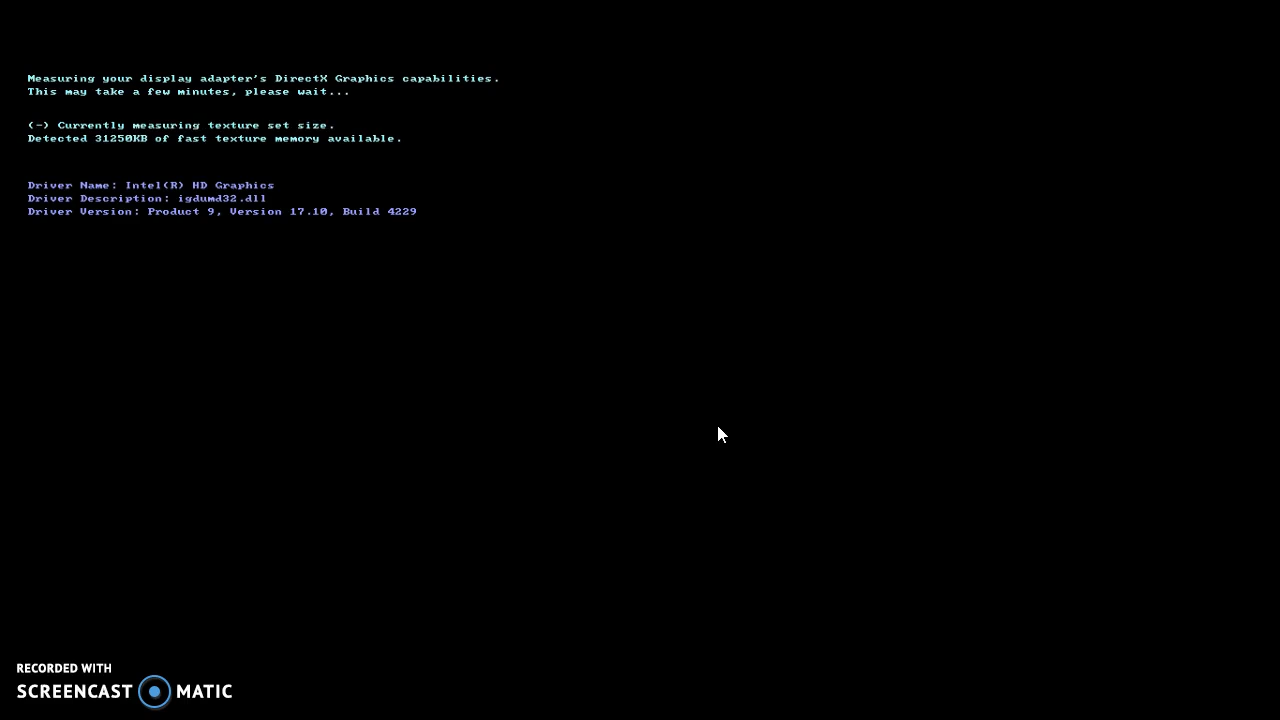 Measuring your display adapter's DirectX Graphics capabilities.
This may take a few minutes, please wait...
(-) Currently measuring texture set size.
Detected 31250KB of fast texture memory available.
Driver Name: Intel(R) HD Graphics
Driver Description: igdumd32.dll
Driver Version: Product 9, Version 17.10, Build 4229
RECORDED WITH
SCREENCAST MATIC